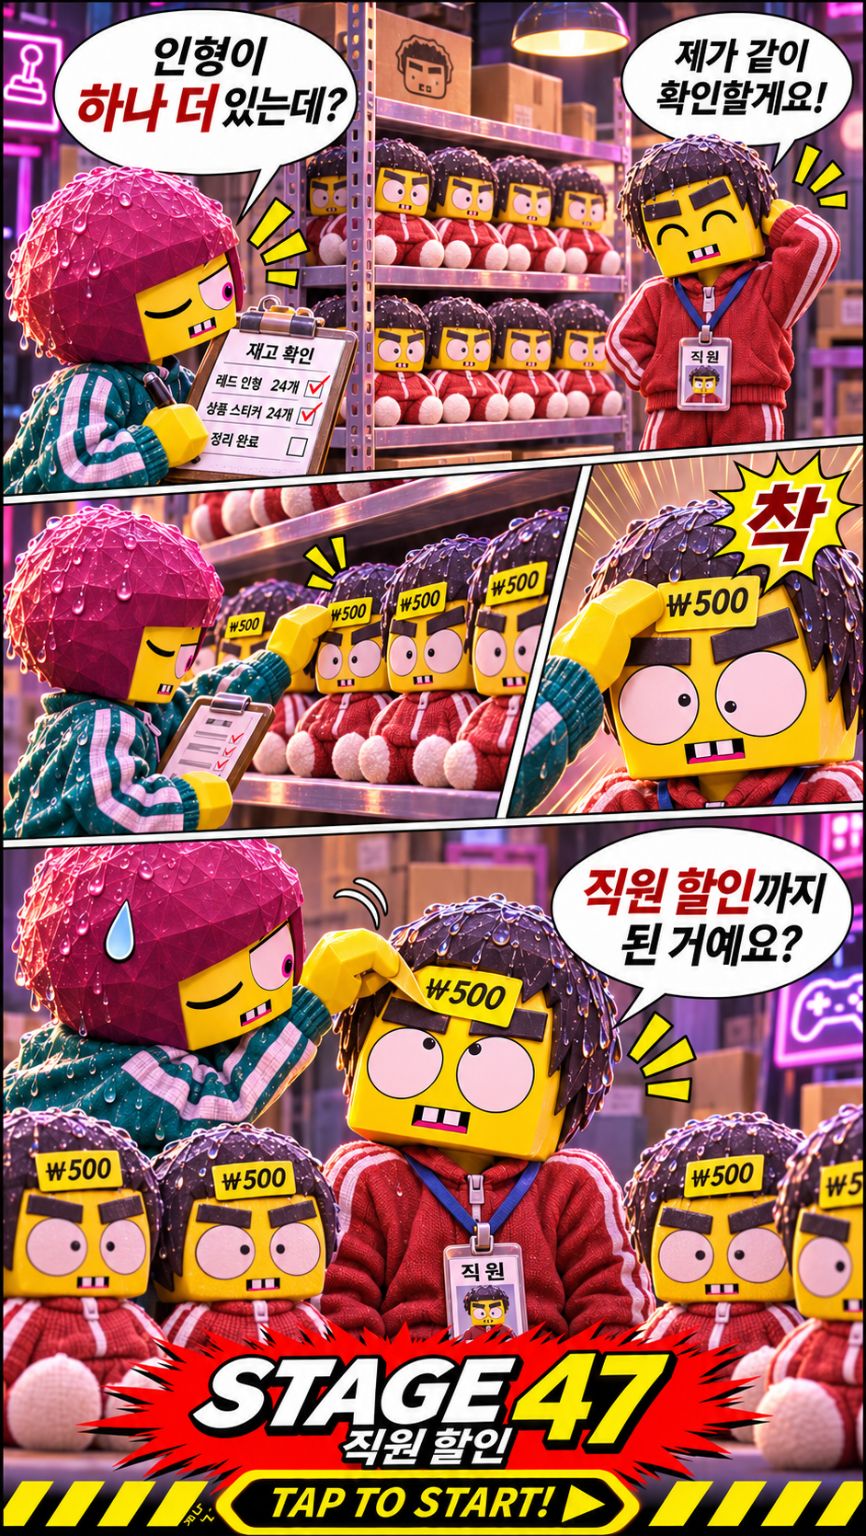 인형이
하나 더 있는데?
제가 같이
확인할게요!
재고 확인
레드 인형 24개
상품 스티커 24개
정리 완료
직원
₩500
₩500
₩500
₩500
착
₩500
직원 할인까지
된 거예요?
₩500
₩500
₩500
₩500
₩5
직원
STAGE 47
직원 할인
TAP TO START!